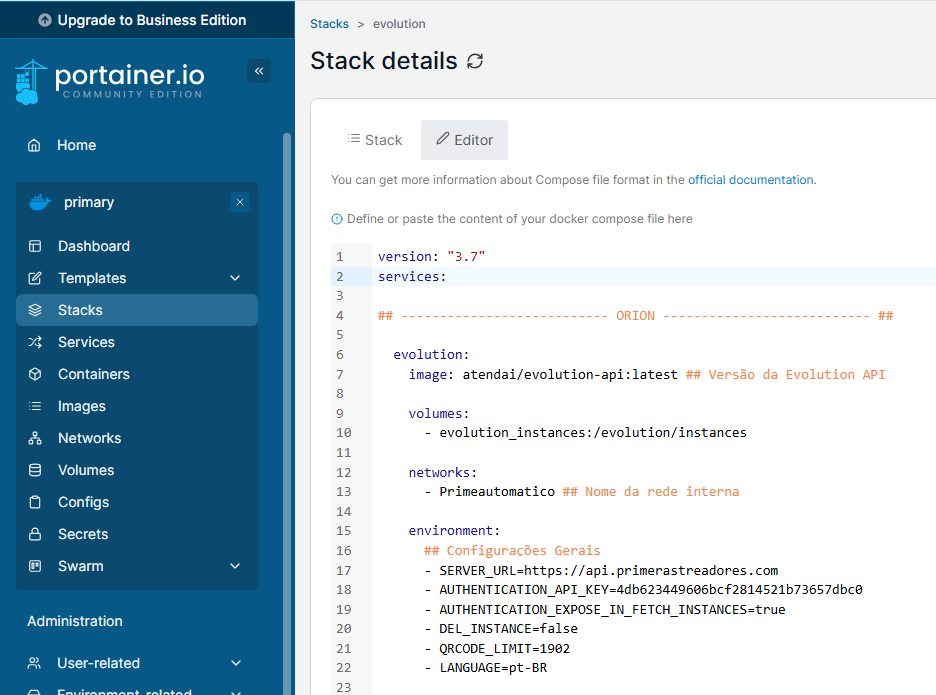 Upgrade to Business Edition
portainer.io
COMMUNITY EDITION
«
Home
primary
Dashboard
Templates
Stacks
Services
Containers
Images
Networks
Volumes
Configs
Secrets
Swarm
Administration
User-related
Environment-related
Stacks > evolution
Stack details
Stack
Editor
You can get more information about Compose file format in the official documentation.
Define or paste the content of your docker compose file here
1 version: "3.7"
2 services:
3
4 ## --------------------------- ORION --------------------------- ##
5
6 evolution:
7 image: atendai/evolution-api:latest ## Versão da Evolution API
8
9 volumes:
10 - evolution_instances:/evolution/instances
11
12 networks:
13 - Primeautomatico ## Nome da rede interna
14
15 environment:
16 ## Configurações Gerais
17 - SERVER_URL=https://api.primerastreadores.com
18 - AUTHENTICATION_API_KEY=4db623449606bcf2814521b73657dbc0
19 - AUTHENTICATION_EXPOSE_IN_FETCH_INSTANCES=true
20 - DEL_INSTANCE=false
21 - QRCODE_LIMIT=1902
22 - LANGUAGE=pt-BR
23